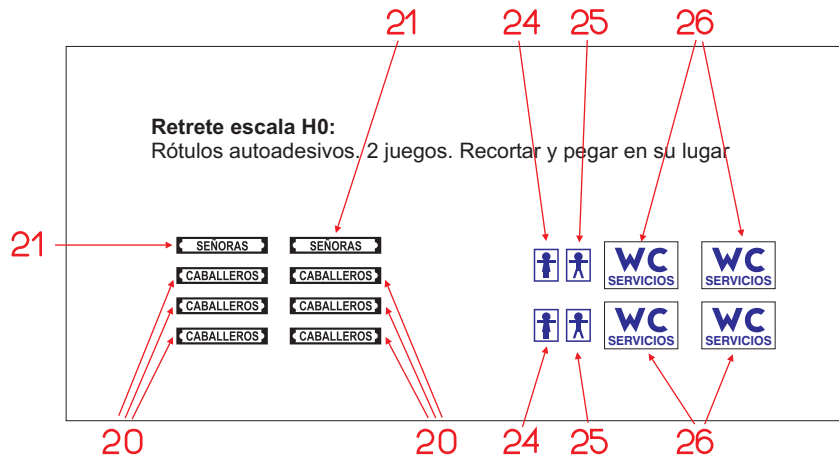 21 24 25 26
Retrete escala H0:
Rótulos autoadesivos. 2 juegos. Recortar y pegar en su lugar
21
SEÑORAS SEÑORAS
CABALLEROS CABALLEROS
CABALLEROS CABALLEROS
CABALLEROS CABALLEROS
WC WC
SERVICIOS SERVICIOS
WC WC
SERVICIOS SERVICIOS
20 20 24 25 26